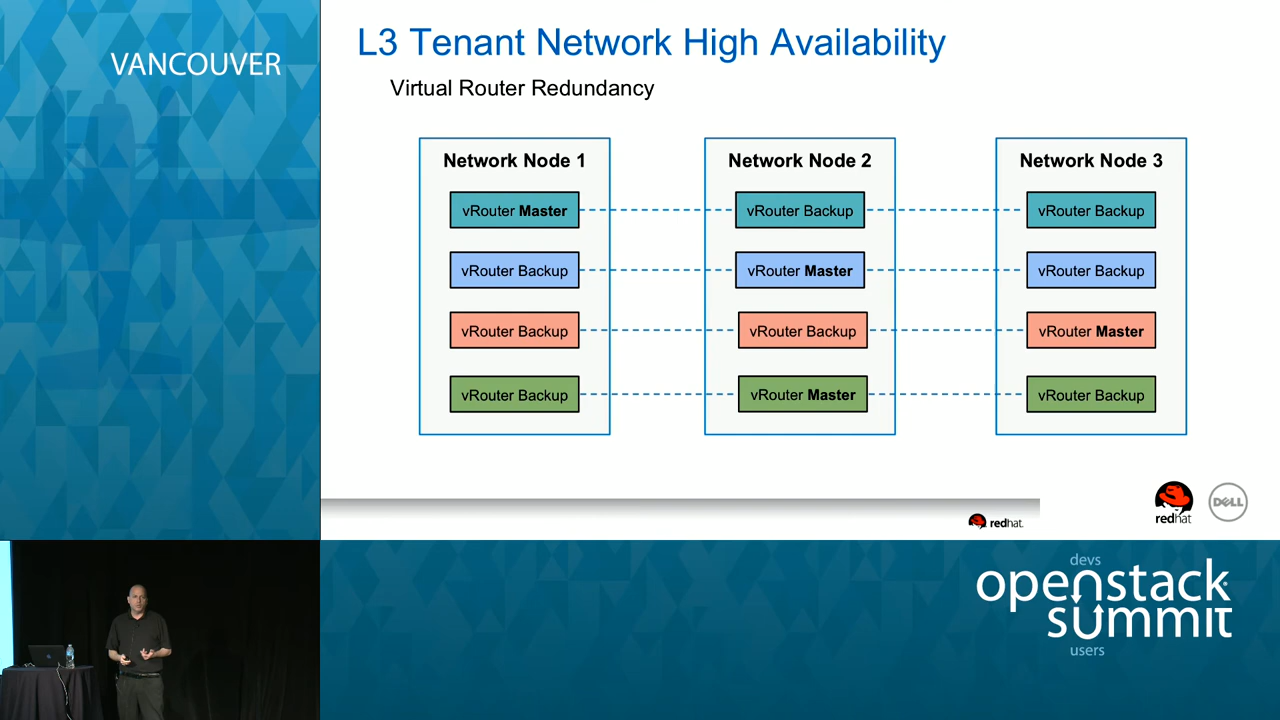 VANCOUVER
L3 Tenant Network High Availability
Virtual Router Redundancy
Network Node 1
Network Node 2
Network Node 3
vRouter Master
vRouter Backup
vRouter Backup
vRouter Backup
vRouter Master
vRouter Backup
vRouter Backup
vRouter Backup
vRouter Master
vRouter Backup
vRouter Master
vRouter Backup
redhat.
redhat
DELL
devs
openstack
summit
users